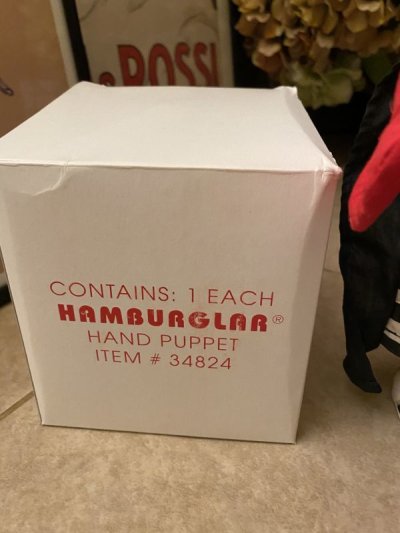 ROSSI
CONTAINS: 1 EACH
HAMBURGLAR®
HAND PUPPET
ITEM # 34824